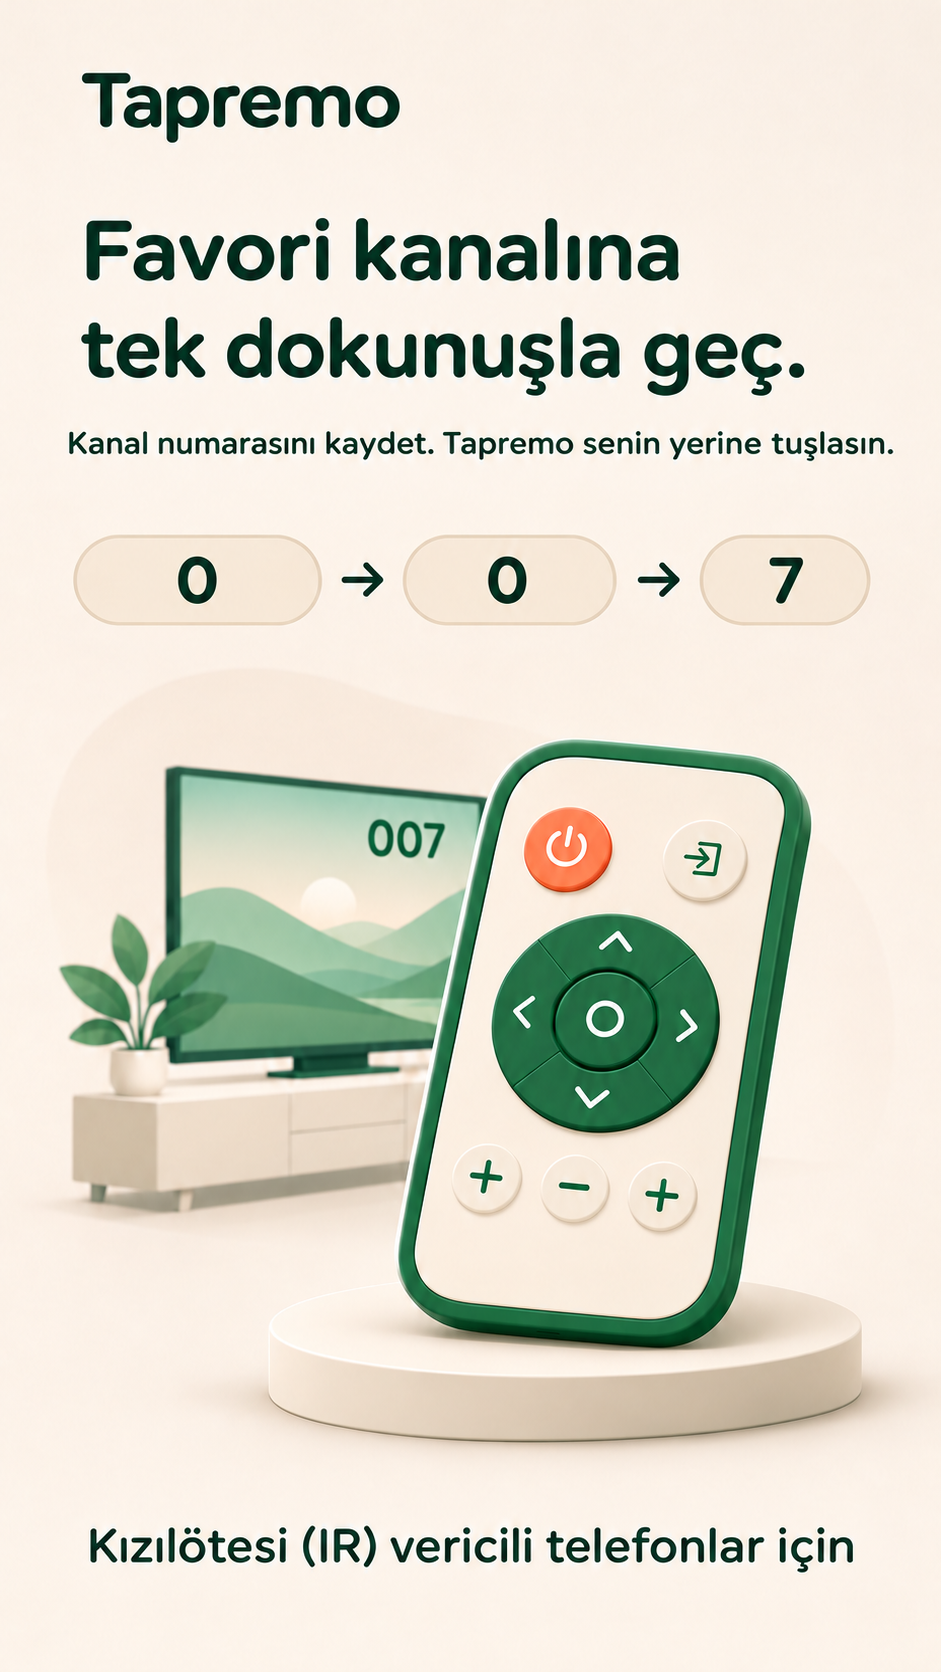 Tapremo
Favori kanalına
tek dokunuşla geç.
Kanal numarasını kaydet. Tapremo senin yerine tuşlasın.
0 → 0 → 7
007
Kızılötesi (IR) vericili telefonlar için